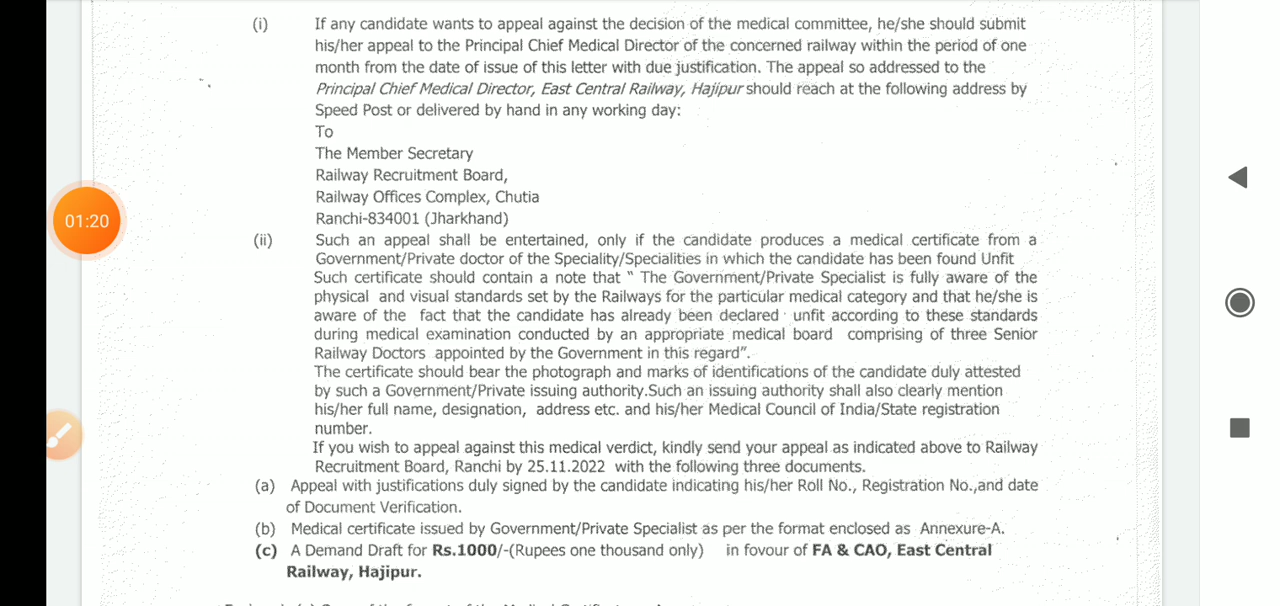 (i) If any candidate wants to appeal against the decision of the medical committee, he/she should submit
his/her appeal to the Principal Chief Medical Director of the concerned railway within the period of one
month from the date of issue of this letter with due justification. The appeal so addressed to the
Principal Chief Medical Director, East Central Railway, Hajipur should reach at the following address by
Speed Post or delivered by hand in any working day:
To
The Member Secretary
Railway Recruitment Board,
Railway Offices Complex, Chutia
Ranchi-834001 (Jharkhand)
01:20
(ii) Such an appeal shall be entertained, only if the candidate produces a medical certificate from a
Government/Private doctor of the Speciality/Specialities in which the candidate has been found Unfit
Such certificate should contain a note that “ The Government/Private Specialist is fully aware of the
physical and visual standards set by the Railways for the particular medical category and that he/she is
aware of the fact that the candidate has already been declared unfit according to these standards
during medical examination conducted by an appropriate medical board comprising of three Senior
Railway Doctors appointed by the Government in this regard”.
The certificate should bear the photograph and marks of identifications of the candidate duly attested
by such a Government/Private issuing authority.Such an issuing authority shall also clearly mention
his/her full name, designation, address etc. and his/her Medical Council of India/State registration
number.
If you wish to appeal against this medical verdict, kindly send your appeal as indicated above to Railway
Recruitment Board, Ranchi by 25.11.2022 with the following three documents.
(a) Appeal with justifications duly signed by the candidate indicating his/her Roll No., Registration No.,and date
of Document Verification.
(b) Medical certificate issued by Government/Private Specialist as per the format enclosed as Annexure-A.
(c) A Demand Draft for Rs.1000/-(Rupees one thousand only) in fovour of FA & CAO, East Central
Railway, Hajipur.